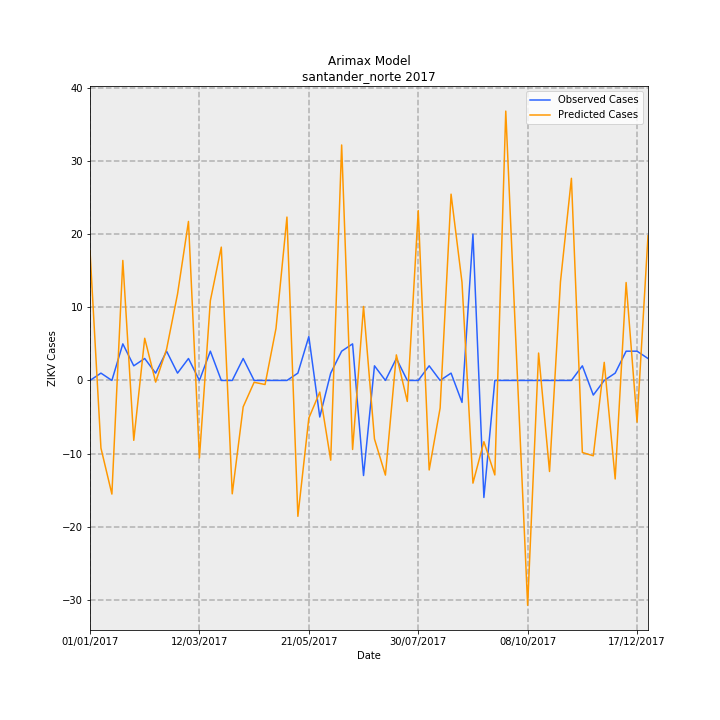 Arimax Model
santander_norte 2017
Observed Cases
Predicted Cases
ZIKV Cases
40
30
20
10
0
−10
−20
−30
01/01/2017
12/03/2017
21/05/2017
30/07/2017
08/10/2017
17/12/2017
Date